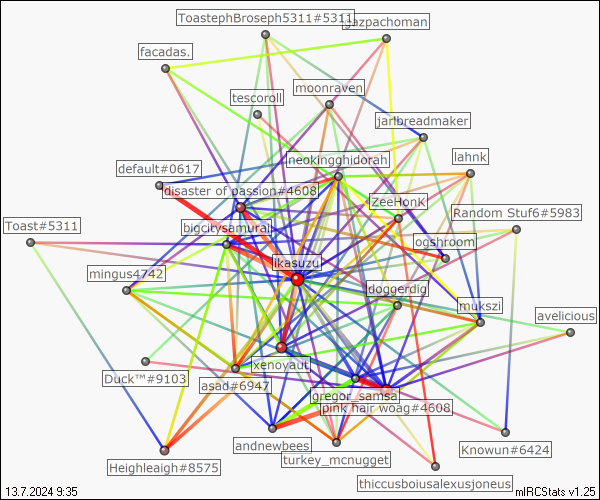 ToastephBroseph5311#5311
gazpachoman
facadas.
moonraven
tescoroll
jarlbreadmaker
neokingghidorah
lahnk
default#0617
disaster of passion#4608
ZeeHonK
Random Stuf6#5983
Toast#5311
bigcitysamurai
ogshroom
ikasuzu
mingus4742
doggerdig
mukszi
avelicious
xenoyaut
Duck™#9103
asad#6947
gregor_samsa
pink hair woag#4608
andnewbees
turkey_mcnugget
Knowun#6424
Heighleaigh#8575
thiccusboiusalexusjoneus
13.7.2024 9:35
mIRCStats v1.25